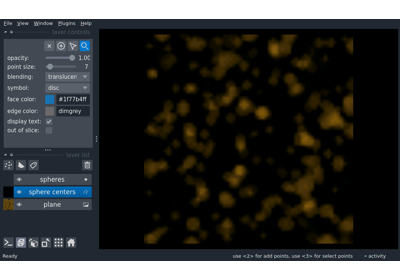 File View Window Plugins Help
layer controls
opacity: 1.00
point size: 7
blending: translucen
symbol: disc
face color: #1f77b4ff
edge color: dimgrey
display text:
out of slice:
layer list
spheres
sphere centers
plane
Ready use <2> for add points, use <3> for select points activity